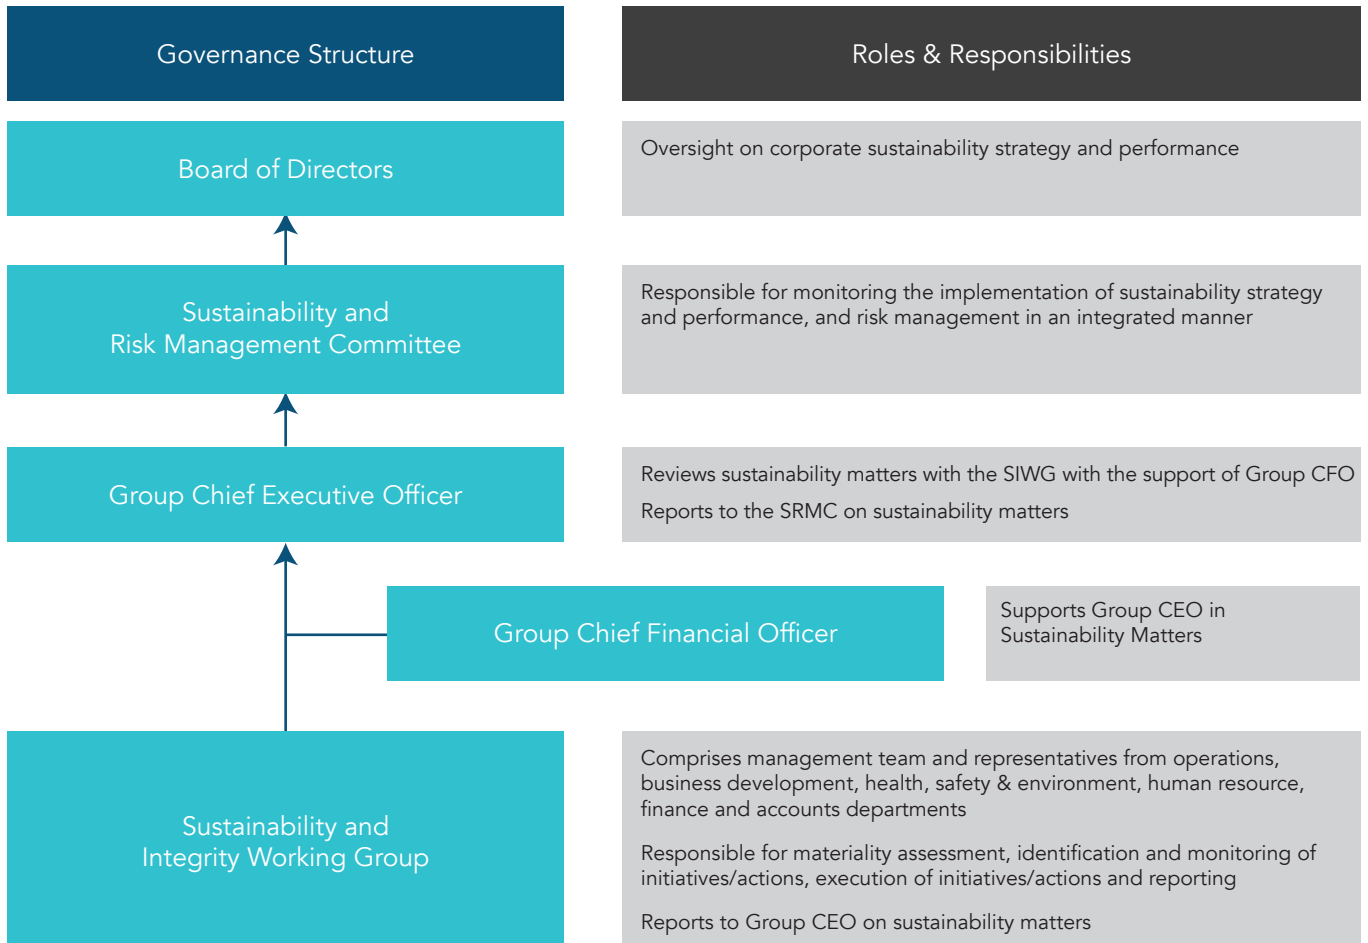 Governance Structure
Roles & Responsibilities
Board of Directors
Oversight on corporate sustainability strategy and performance
Sustainability and
Risk Management Committee
Responsible for monitoring the implementation of sustainability strategy
and performance, and risk management in an integrated manner
Group Chief Executive Officer
Reviews sustainability matters with the SIWG with the support of Group CFO
Reports to the SRMC on sustainability matters
Group Chief Financial Officer
Supports Group CEO in
Sustainability Matters
Sustainability and
Integrity Working Group
Comprises management team and representatives from operations,
business development, health, safety & environment, human resource,
finance and accounts departments
Responsible for materiality assessment, identification and monitoring of
initiatives/actions, execution of initiatives/actions and reporting
Reports to Group CEO on sustainability matters